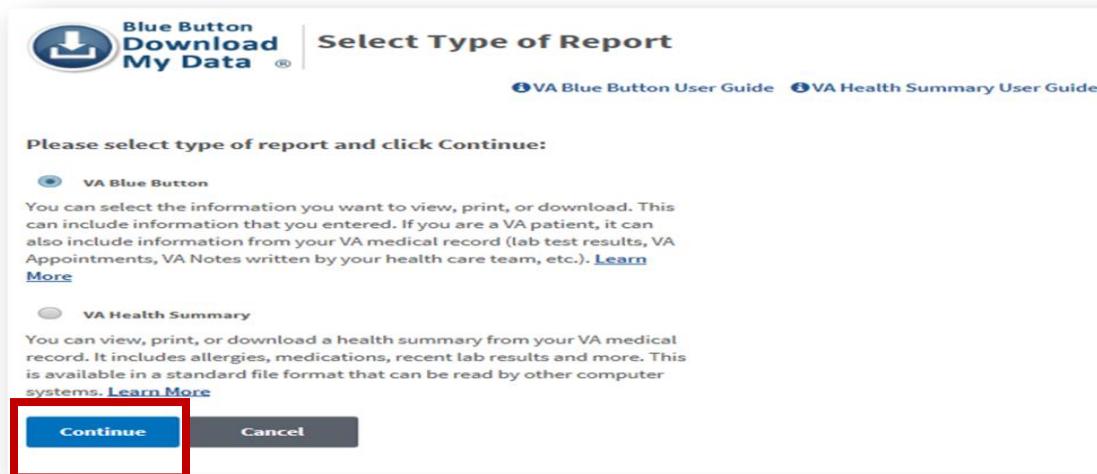 Blue Button
Download
My Data ®
Select Type of Report
VA Blue Button User Guide VA Health Summary User Guide
Please select type of report and click Continue:
VA Blue Button
You can select the information you want to view, print, or download. This
can include information that you entered. If you are a VA patient, it can
also include information from your VA medical record (lab test results, VA
Appointments, VA Notes written by your health care team, etc.). Learn
More
VA Health Summary
You can view, print, or download a health summary from your VA medical
record. It includes allergies, medications, recent lab results and more. This
is available in a standard file format that can be read by other computer
systems. Learn More
Continue Cancel